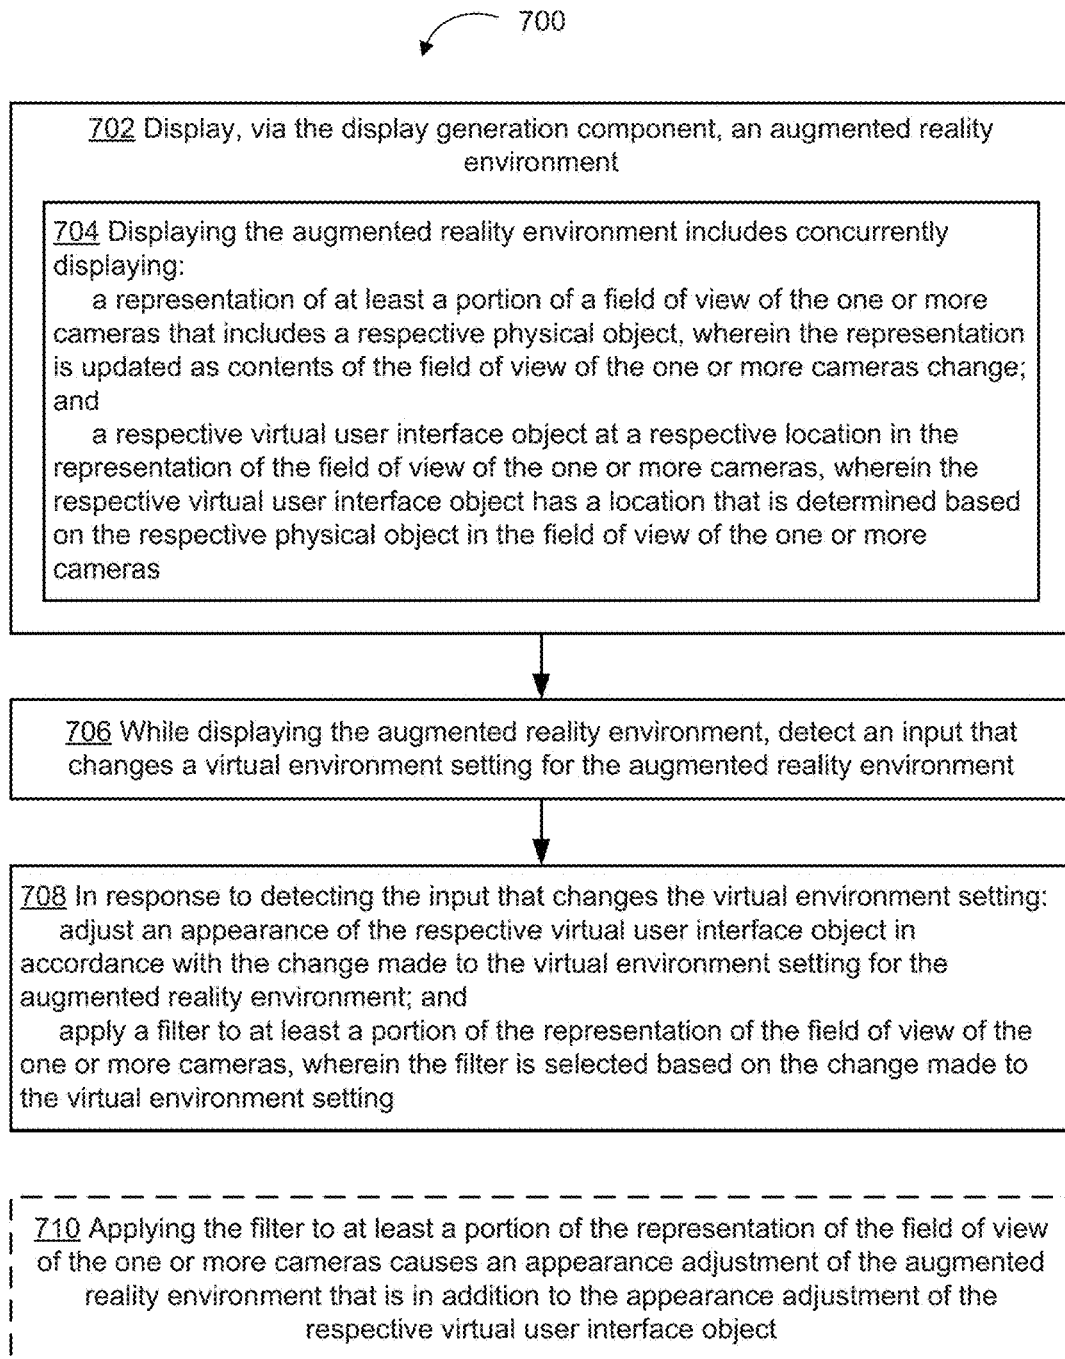 700
702 Display, via the display generation component, an augmented reality
environment
704 Displaying the augmented reality environment includes concurrently
displaying:
a representation of at least a portion of a field of view of the one or more
cameras that includes a respective physical object, wherein the representation
is updated as contents of the field of view of the one or more cameras change;
and
a respective virtual user interface object at a respective location in the
representation of the field of view of the one or more cameras, wherein the
respective virtual user interface object has a location that is determined based
on the respective physical object in the field of view of the one or more
cameras
706 While displaying the augmented reality environment, detect an input that
changes a virtual environment setting for the augmented reality environment
708 In response to detecting the input that changes the virtual environment setting:
adjust an appearance of the respective virtual user interface object in
accordance with the change made to the virtual environment setting for the
augmented reality environment; and
apply a filter to at least a portion of the representation of the field of view of the
one or more cameras, wherein the filter is selected based on the change made to
the virtual environment setting
710 Applying the filter to at least a portion of the representation of the field of view
of the one or more cameras causes an appearance adjustment of the augmented
reality environment that is in addition to the appearance adjustment of the
respective virtual user interface object